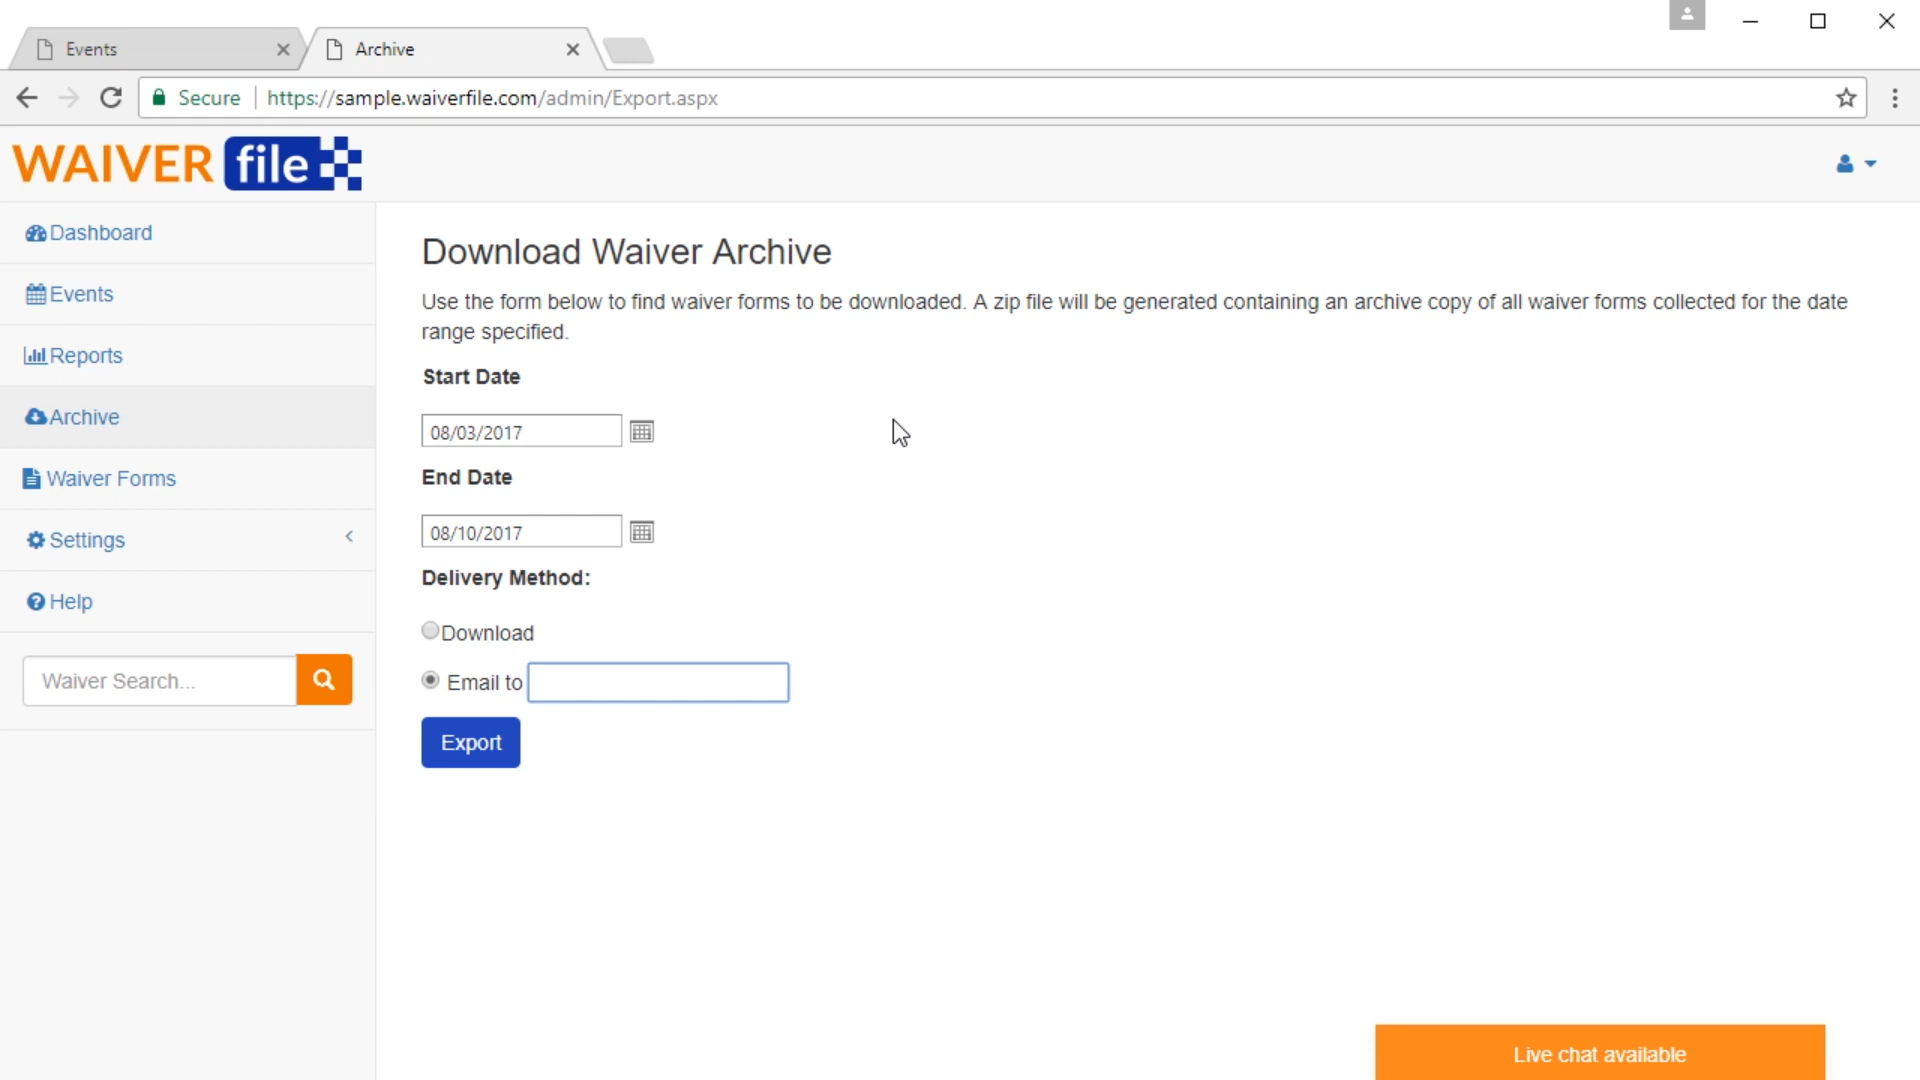 Events
Archive
Secure
https://sample.waiverfile.com/admin/Export.aspx
WAIVER file
Dashboard
Events
Reports
Archive
Waiver Forms
Settings
Help
Waiver Search...
Download Waiver Archive
Use the form below to find waiver forms to be downloaded. A zip file will be generated containing an archive copy of all waiver forms collected for the date
range specified.
Start Date
08/03/2017
End Date
08/10/2017
Delivery Method:
Download
Email to
Export
Live chat available